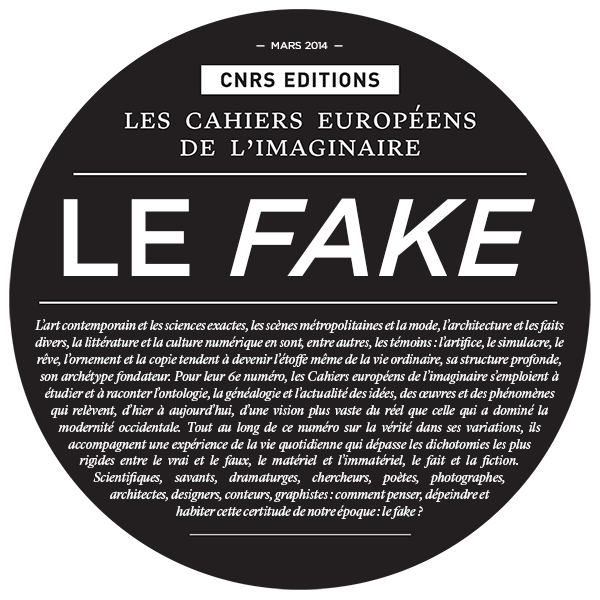 — MARS 2014 —
CNRS EDITIONS
LES CAHIERS EUROPÉENS
DE L'IMAGINAIRE
LE FAKE
L'art contemporain et les sciences exactes, les scènes métropolitaines et la mode, l'architecture et les faits
divers, la littérature et la culture numérique en sont, entre autres, les témoins : l'artifice, le simulacre, le
rêve, l'ornement et la copie tendent à devenir l'étoffe même de la vie ordinaire, sa structure profonde,
son archétype fondateur. Pour leur 6e numéro, les Cahiers européens de l'imaginaire s'emploient à
étudier et à raconter l'ontologie, la généalogie et l'actualité des idées, des œuvres et des phénomènes
qui relèvent, d'hier à aujourd'hui, d'une vision plus vaste du réel que celle qui a dominé la
modernité occidentale. Tout au long de ce numéro sur la vérité dans ses variations, ils
accompagnent une expérience de la vie quotidienne qui dépasse les dichotomies les plus
rigides entre le vrai et le faux, le matériel et l'immatériel, le fait et la fiction.
Scientifiques, savants, dramaturges, chercheurs, poètes, photographes,
architectes, designers, conteurs, graphistes : comment penser, dépeindre et
habiter cette certitude de notre époque : le fake ?